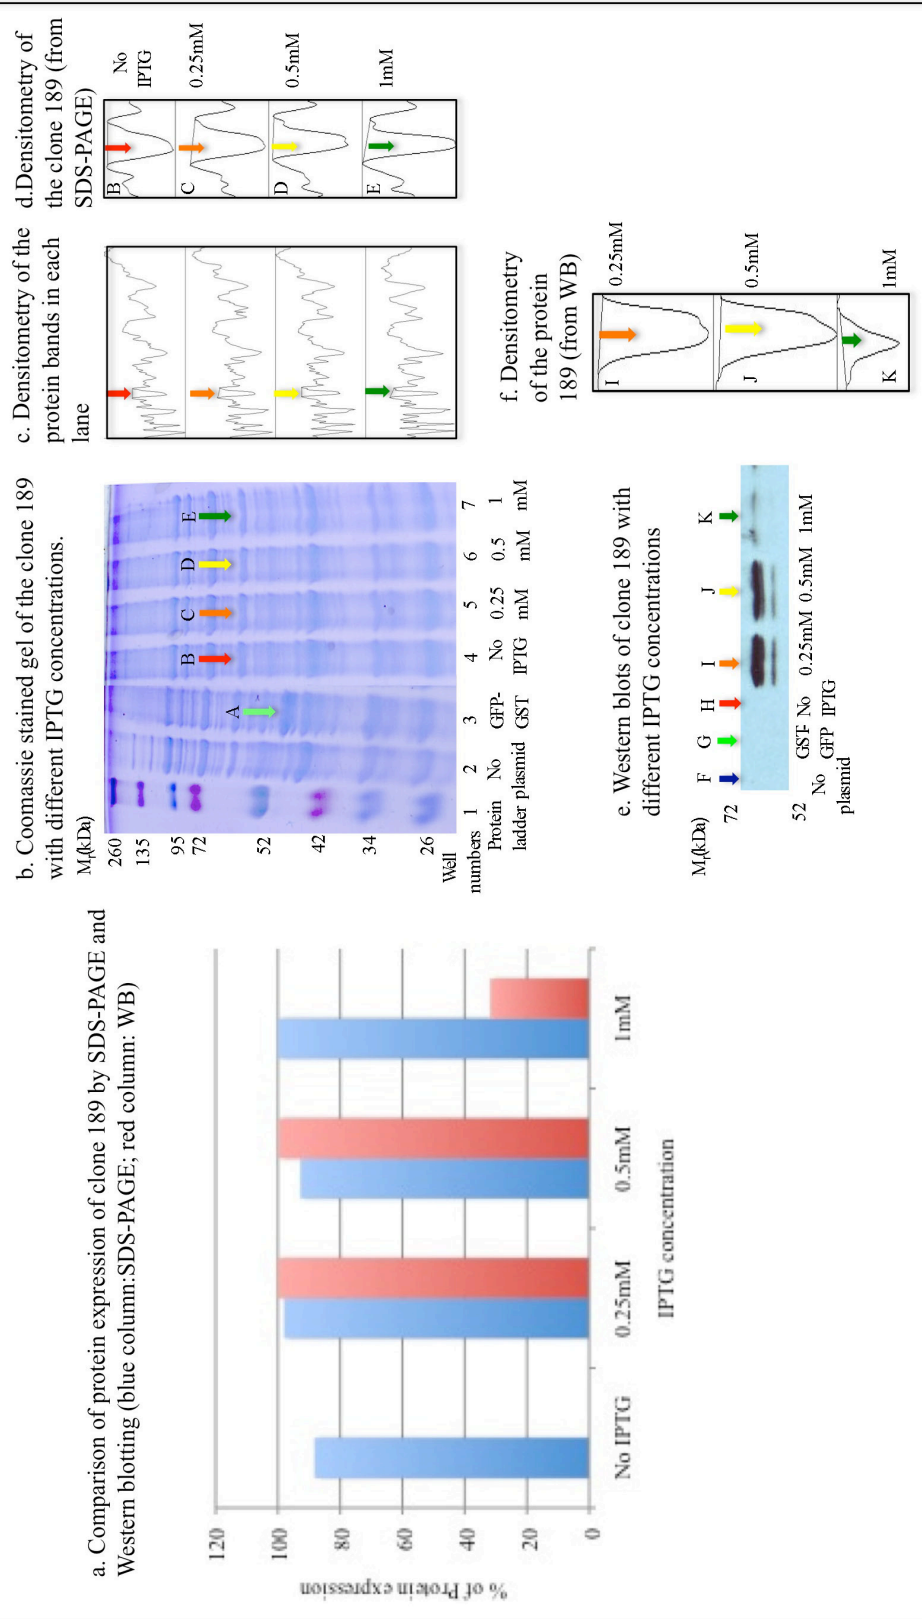 a. Comparison of protein expression of clone 189 by SDS-PAGE and
Western blotting (blue column:SDS-PAGE; red column: WB)
% of Protein expression
120
100
80
60
40
20
0
No IPTG
0.25mM
0.5mM
1mM
IPTG concentration
b. Coomassie stained gel of the clone 189
with different IPTG concentrations.
Mr(kDa)
260
135
95
72
52
42
34
26
A
B
C
D
E
Well
numbers
1
2
3
4
5
6
7
Protein
ladder
No
plasmid
GFP-
GST
No
IPTG
0.25
mM
0.5
mM
1
mM
c. Densitometry of the
protein bands in each
lane
d.Densitometry of
the clone 189 (from
SDS-PAGE)
B
No
IPTG
C
0.25mM
D
0.5mM
E
1mM
e. Western blots of clone 189 with
different IPTG concentrations
Mr(kDa)
F
G
H
I
J
K
72
52
No
plasmid
GST-
GFP
No
IPTG
0.25mM
0.5mM
1mM
f. Densitometry
of the protein
189 (from WB)
I
0.25mM
J
0.5mM
K
1mM